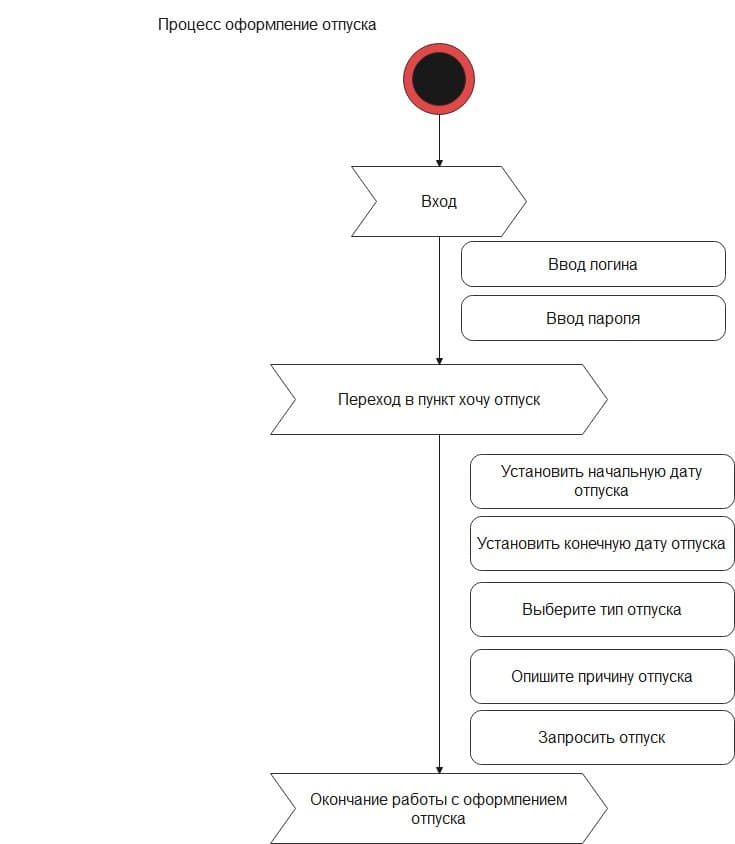 Процесс оформление отпуска
Вход
Ввод логина
Ввод пароля
Переход в пункт хочу отпуск
Установить начальную дату
отпуска
Установить конечную дату отпуска
Выберите тип отпуска
Опишите причину отпуска
Запросить отпуск
Окончание работы с оформлением
отпуска